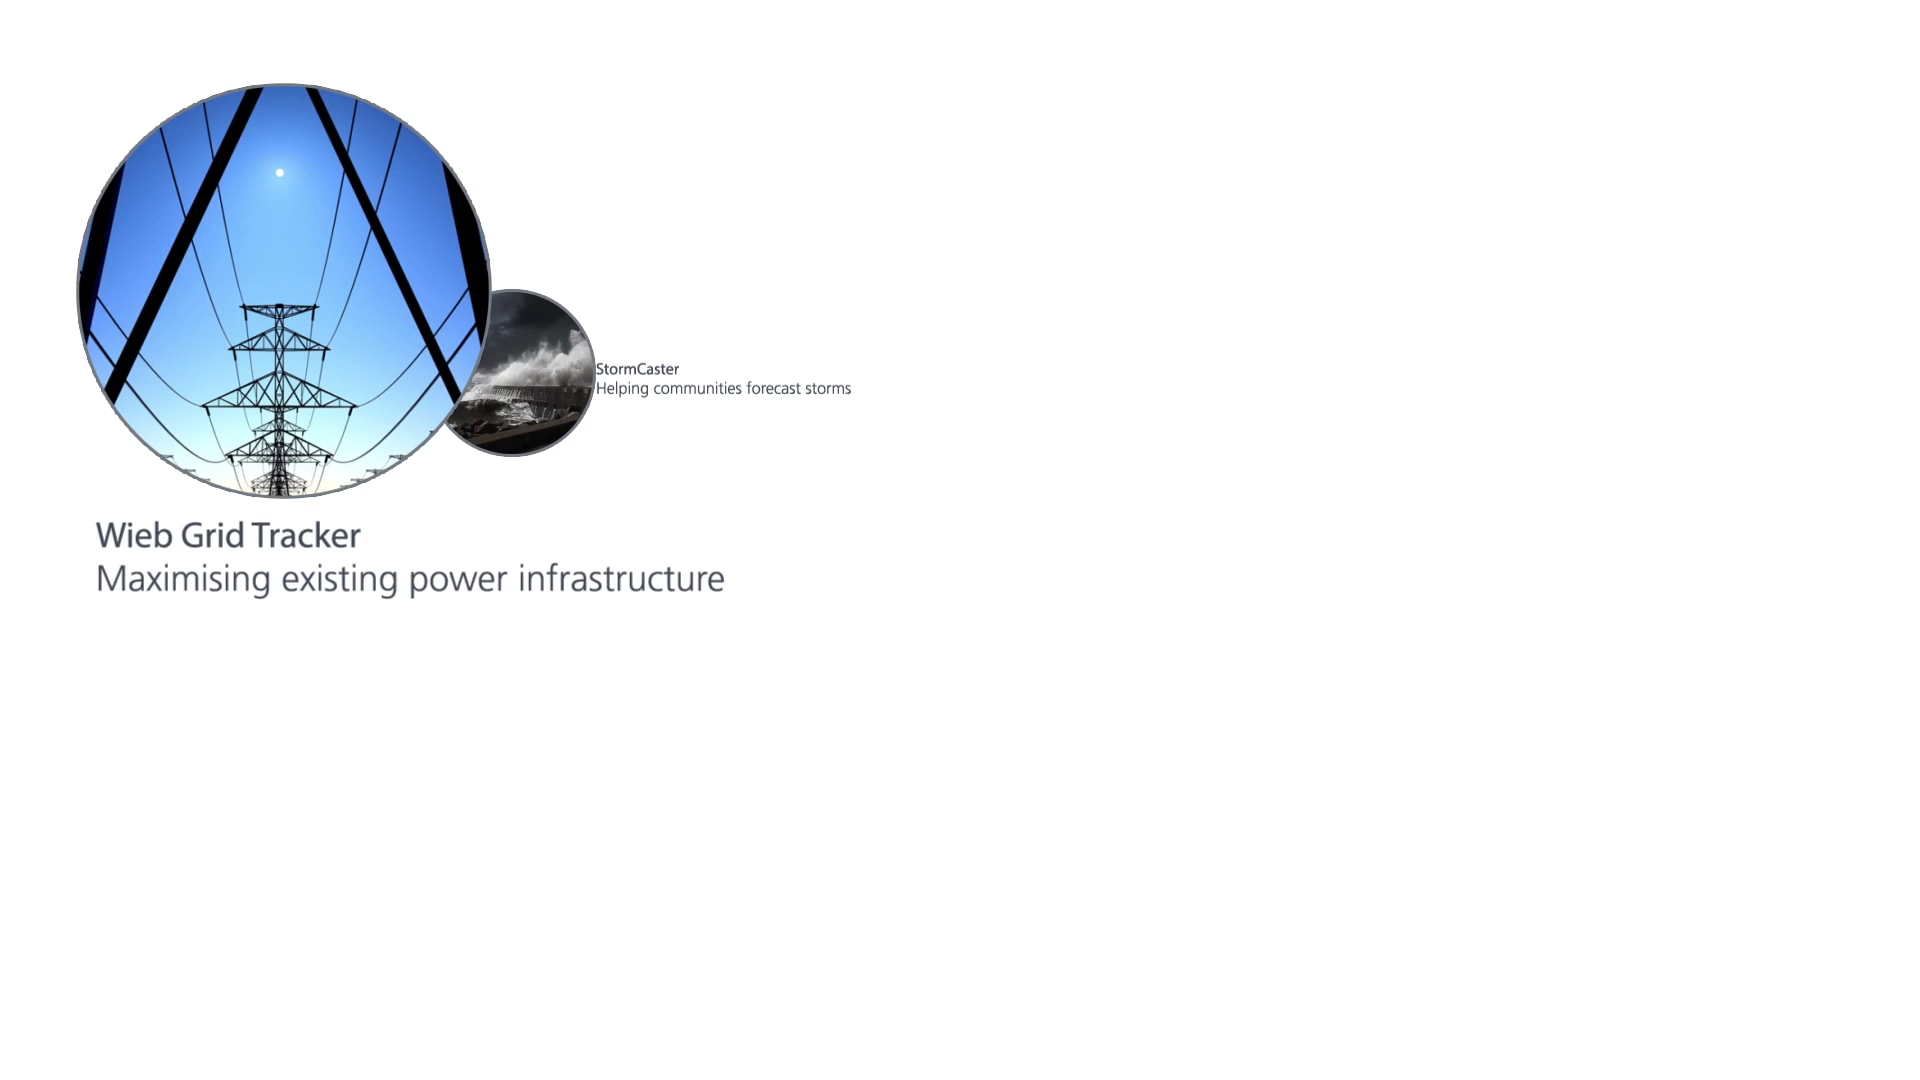 StormCaster
Helping communities forecast storms
Wieb Grid Tracker
Maximising existing power infrastructure